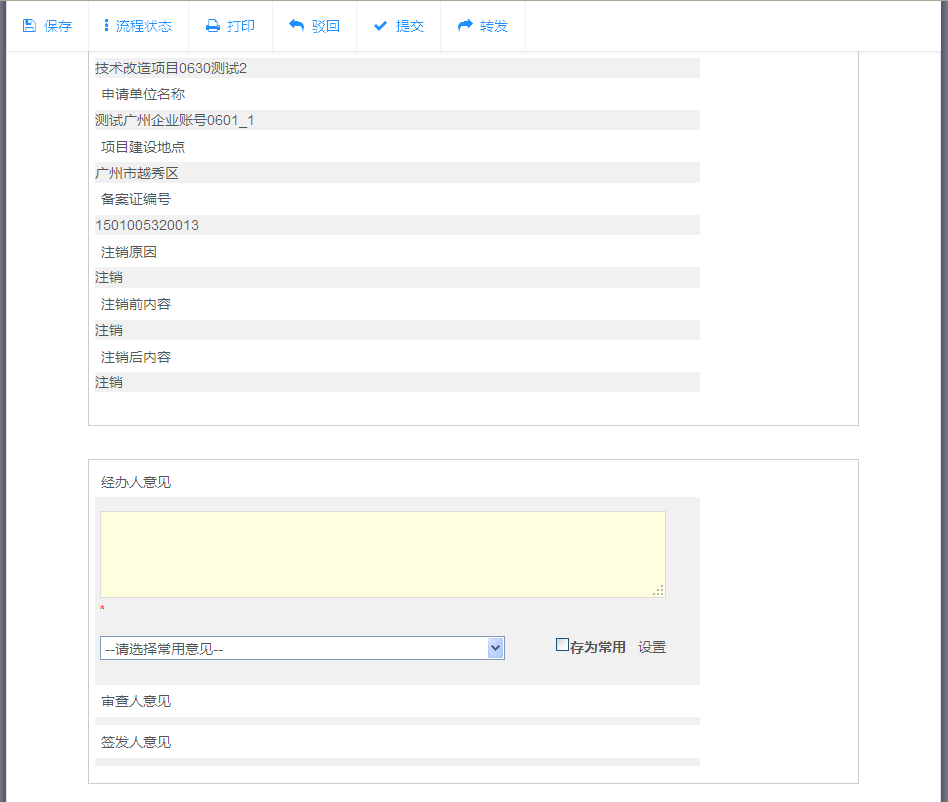 保存 流程状态 打印 驳回 提交 转发
技术改造项目0630测试2
申请单位名称
测试广州企业账号0601_1
项目建设地点
广州市越秀区
备案证编号
1501005320013
注销原因
注销
注销前内容
注销
注销后内容
注销
经办人意见
*
--请选择常用意见-- 存为常用 设置
审查人意见
签发人意见